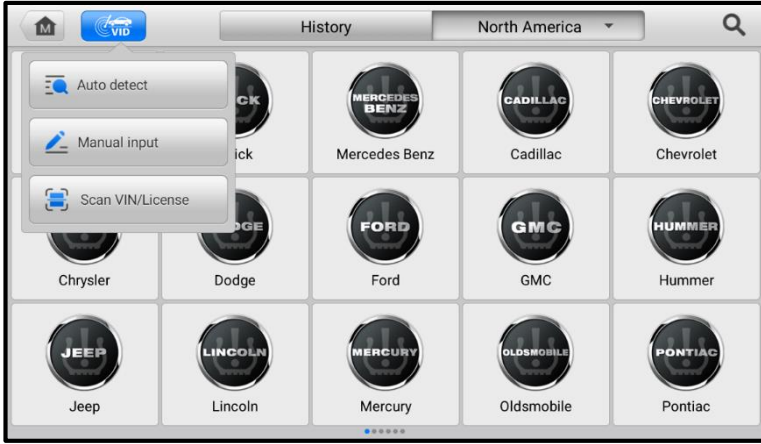 M
VID
History
North America
Auto detect
Manual input
Scan VIN/License
CK
ick
MERCEDES
BENZ
Mercedes Benz
CADILLAC
Cadillac
CHEVROLET
Chevrolet
Chrysler
DGE
Dodge
FORD
Ford
GMC
GMC
HUMMER
Hummer
JEEP
Jeep
LINCOLN
Lincoln
MERCURY
Mercury
OLDSMOBILE
Oldsmobile
PONTIAC
Pontiac